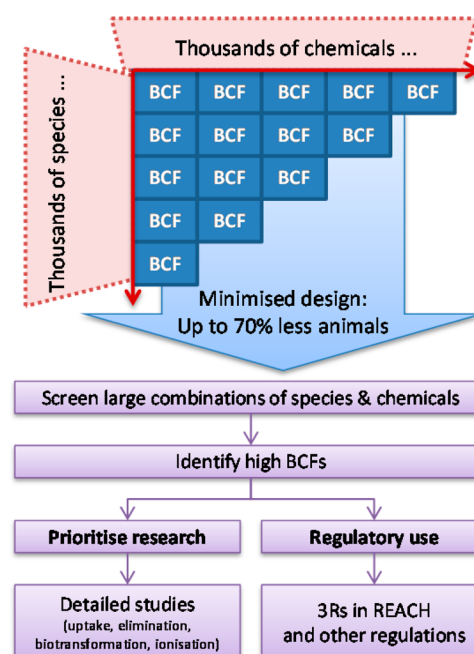 Thousands of chemicals ...
Thousands of species ...
BCF BCF BCF BCF BCF
BCF BCF BCF BCF
BCF BCF BCF
BCF BCF
BCF
Minimised design:
Up to 70% less animals
Screen large combinations of species & chemicals
Identify high BCFs
Prioritise research
Regulatory use
Detailed studies
(uptake, elimination,
biotransformation, ionisation)
3Rs in REACH
and other regulations